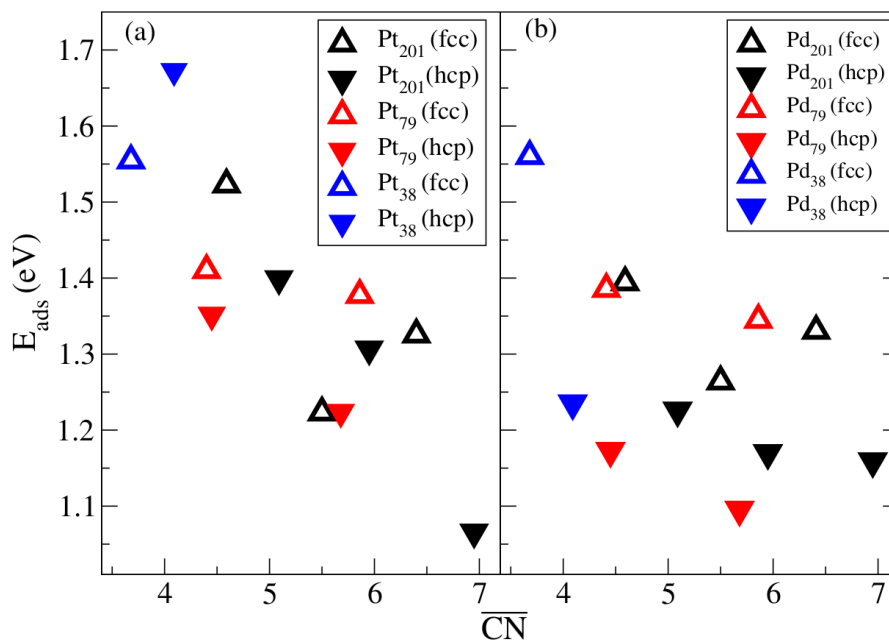 (a)
Pt201(fcc)
Pt201(hcp)
Pt79(fcc)
Pt79(hcp)
Pt38(fcc)
Pt38(hcp)
(b)
Pd201(fcc)
Pd201(hcp)
Pd79(fcc)
Pd79(hcp)
Pd38(fcc)
Pd38(hcp)
1.7
1.6
1.5
1.4
1.3
1.2
1.1
Eads (eV)
4 5 6 7 4 5 6 7
CN